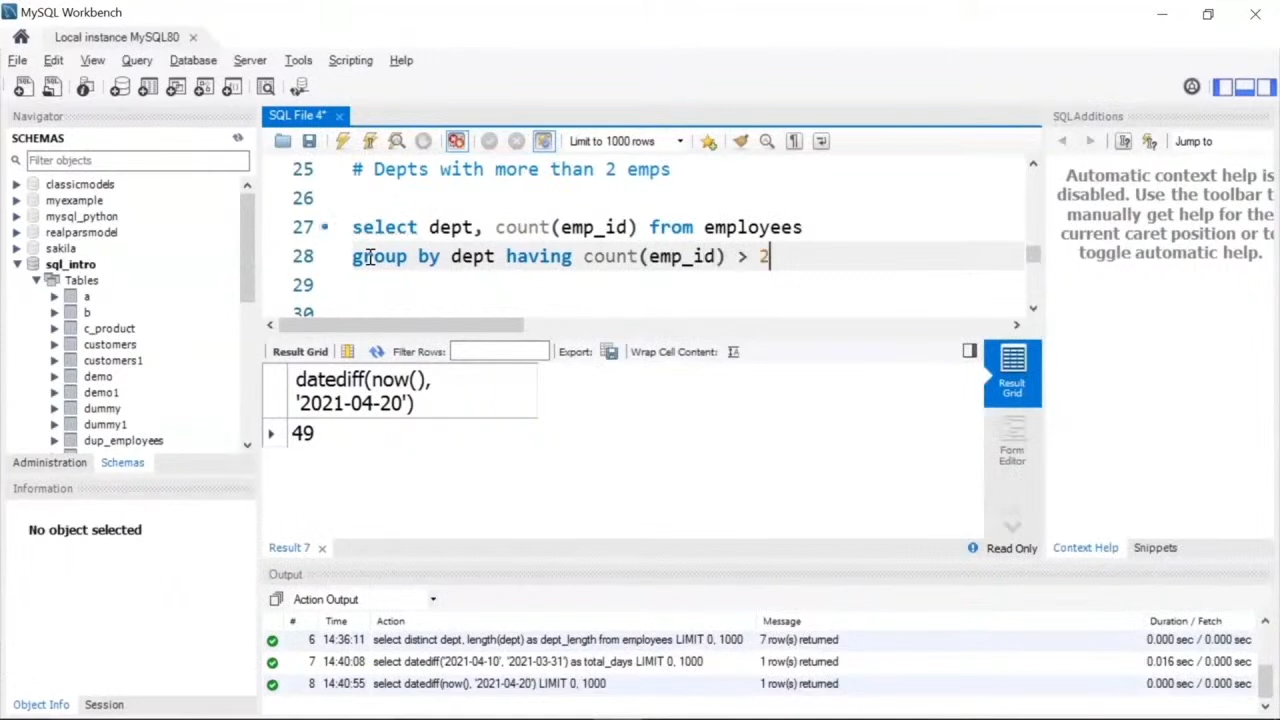 MySQL Workbench
Local instance MySQL80
File Edit View Query Database Server Tools Scripting Help
Navigator
SCHEMAS
Filter objects
classicmodels
myexample
mysql_python
realparsmodel
sakila
sql_intro
Tables
a
b
c_product
customers
customers1
demo
demo1
dummy
dummy1
dup_employees
Administration Schemas
Information
No object selected
Object Info Session
SQL File 4*
Limit to 1000 rows
25 # Depts with more than 2 emps
26
27 select dept, count(emp_id) from employees
28 group by dept having count(emp_id) > 2
29
30
Result Grid Filter Rows: Export: Wrap Cell Content:
datediff(now(),
'2021-04-20')
49
Result
Grid
Form
Editor
Result 7 Read Only
SQLAdditions
Jump to
Automatic context help is
disabled. Use the toolbar t
manually get help for the
current caret position or to
toggle automatic help.
Context Help Snippets
Output
Action Output
# Time Action Message Duration / Fetch
6 14:36:11 select distinct dept, length(dept) as dept_length from employees LIMIT 0, 1000 7 row(s) returned 0.000 sec / 0.000 sec
7 14:40:08 select datediff('2021-04-10', '2021-03-31') as total_days LIMIT 0, 1000 1 row(s) returned 0.016 sec / 0.000 sec
8 14:40:55 select datediff(now(), '2021-04-20') LIMIT 0, 1000 1 row(s) returned 0.000 sec / 0.000 sec